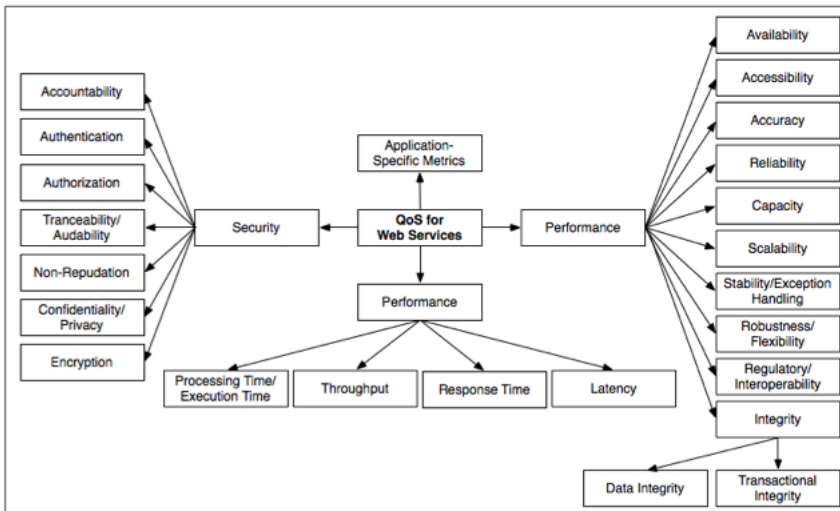 Availability
Accessibility
Accuracy
Reliability
Capacity
Scalability
Stability/Exception
Handling
Robustness/
Flexibility
Regulatory/
Interoperability
Integrity
Data Integrity
Transactional
Integrity
Performance
Application-
Specific Metrics
QoS for
Web Services
Security
Accountability
Authentication
Authorization
Tranceability/
Audability
Non-Repudation
Confidentiality/
Privacy
Encryption
Performance
Processing Time/
Execution Time
Throughput
Response Time
Latency